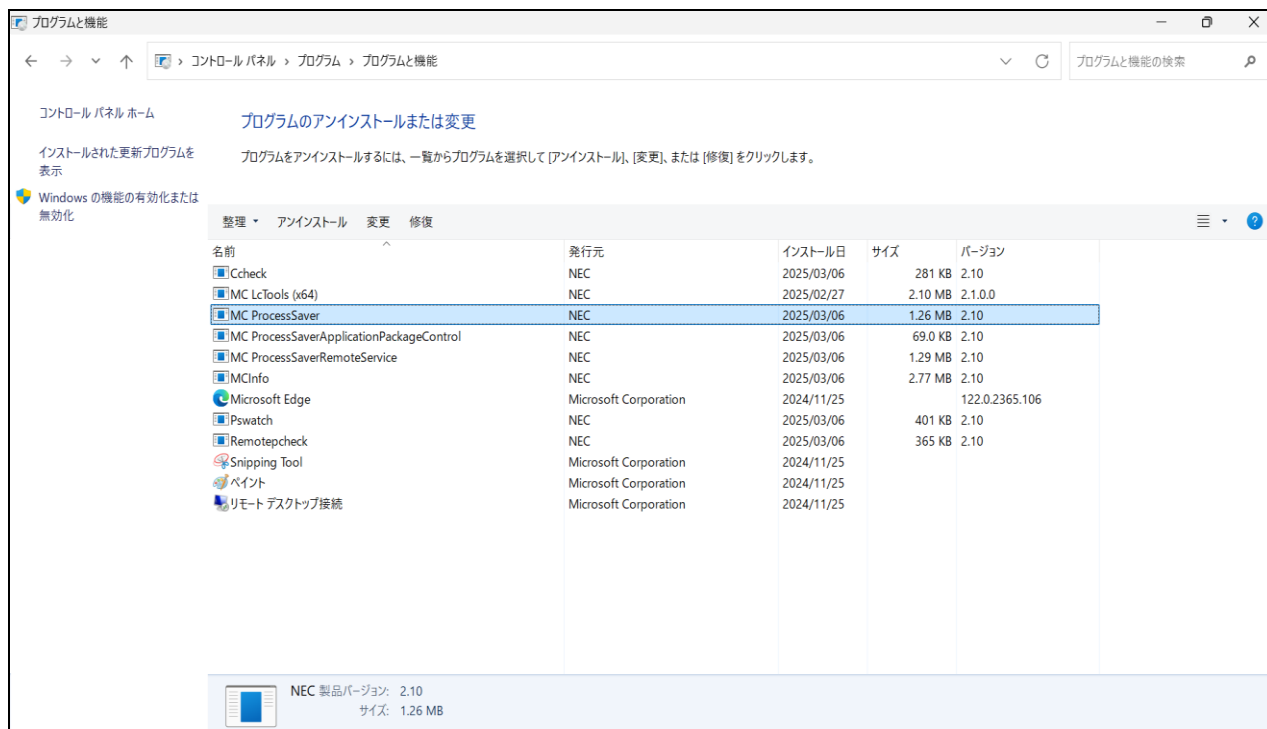 プログラムと機能
コントロール パネル › プログラム › プログラムと機能
プログラムと機能の検索
コントロール パネル ホーム
インストールされた更新プログラムを
表示
Windows の機能の有効化または
無効化
プログラムのアンインストールまたは変更
プログラムをアンインストールするには、一覧からプログラムを選択して [アンインストール]、[変更]、または [修復] をクリックします。
整理 アンインストール 変更 修復
名前 発行元 インストール日 サイズ バージョン
Ccheck NEC 2025/03/06 281 KB 2.10
MC LcTools (x64) NEC 2025/02/27 2.10 MB 2.1.0.0
MC ProcessSaver NEC 2025/03/06 1.26 MB 2.10
MC ProcessSaverApplicationPackageControl NEC 2025/03/06 69.0 KB 2.10
MC ProcessSaverRemoteService NEC 2025/03/06 1.29 MB 2.10
MCInfo NEC 2025/03/06 2.77 MB 2.10
Microsoft Edge Microsoft Corporation 2024/11/25 122.0.2365.106
Pswatch NEC 2025/03/06 401 KB 2.10
Remotepcheck NEC 2025/03/06 365 KB 2.10
Snipping Tool Microsoft Corporation 2024/11/25
ペイント Microsoft Corporation 2024/11/25
リモート デスクトップ接続 Microsoft Corporation 2024/11/25
NEC 製品バージョン: 2.10
サイズ: 1.26 MB